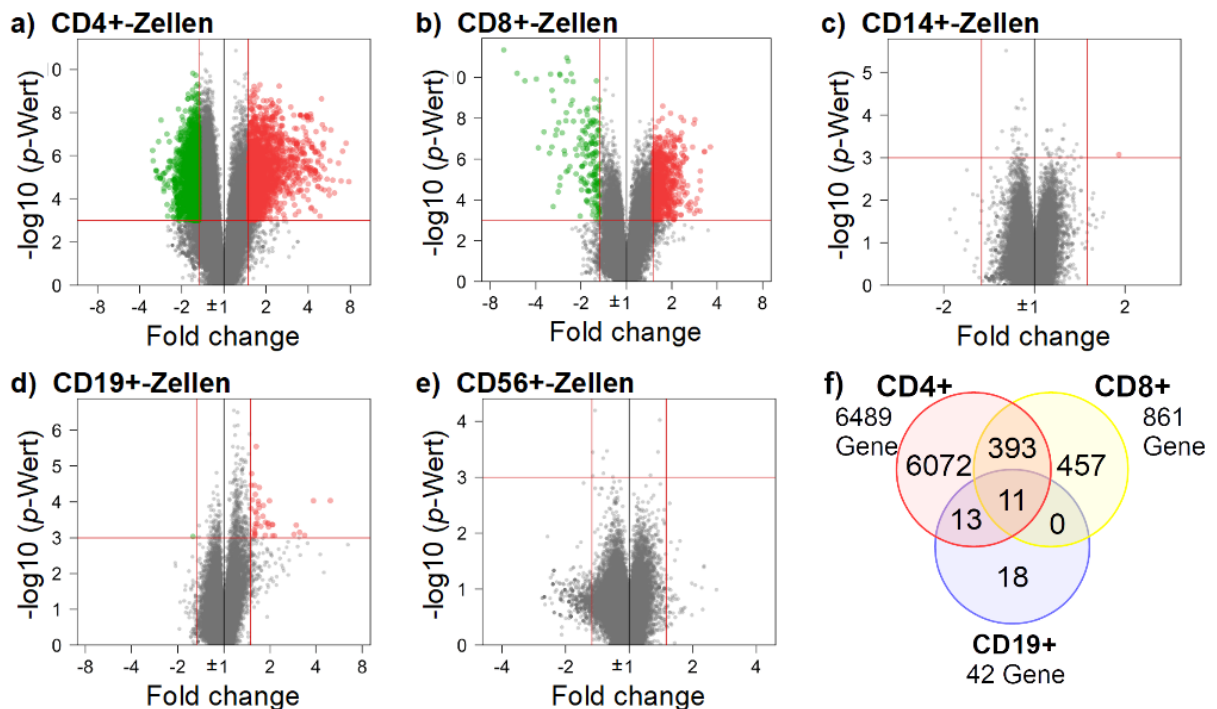 a) CD4+-Zellen
-log10 (p-Wert)
0
8
6
4
2
0
-8 -4 -2 ±1 2 4 8
Fold change
b) CD8+-Zellen
-log10 (p-Wert)
0
8
6
4
2
0
-8 -4 -2 ±1 2 4 8
Fold change
c) CD14+-Zellen
-log10 (p-Wert)
5
4
3
2
1
0
-2 ±1 2
Fold change
d) CD19+-Zellen
-log10 (p-Wert)
6
5
4
3
2
1
0
-8 -4 -2 ±1 2 4 8
Fold change
e) CD56+-Zellen
-log10 (p-Wert)
4
3
2
1
0
-4 -2 ±1 2 4
Fold change
f)
CD4+ CD8+
6489 861
Gene Gene
393
6072 457
11
13 0
18
CD19+
42 Gene